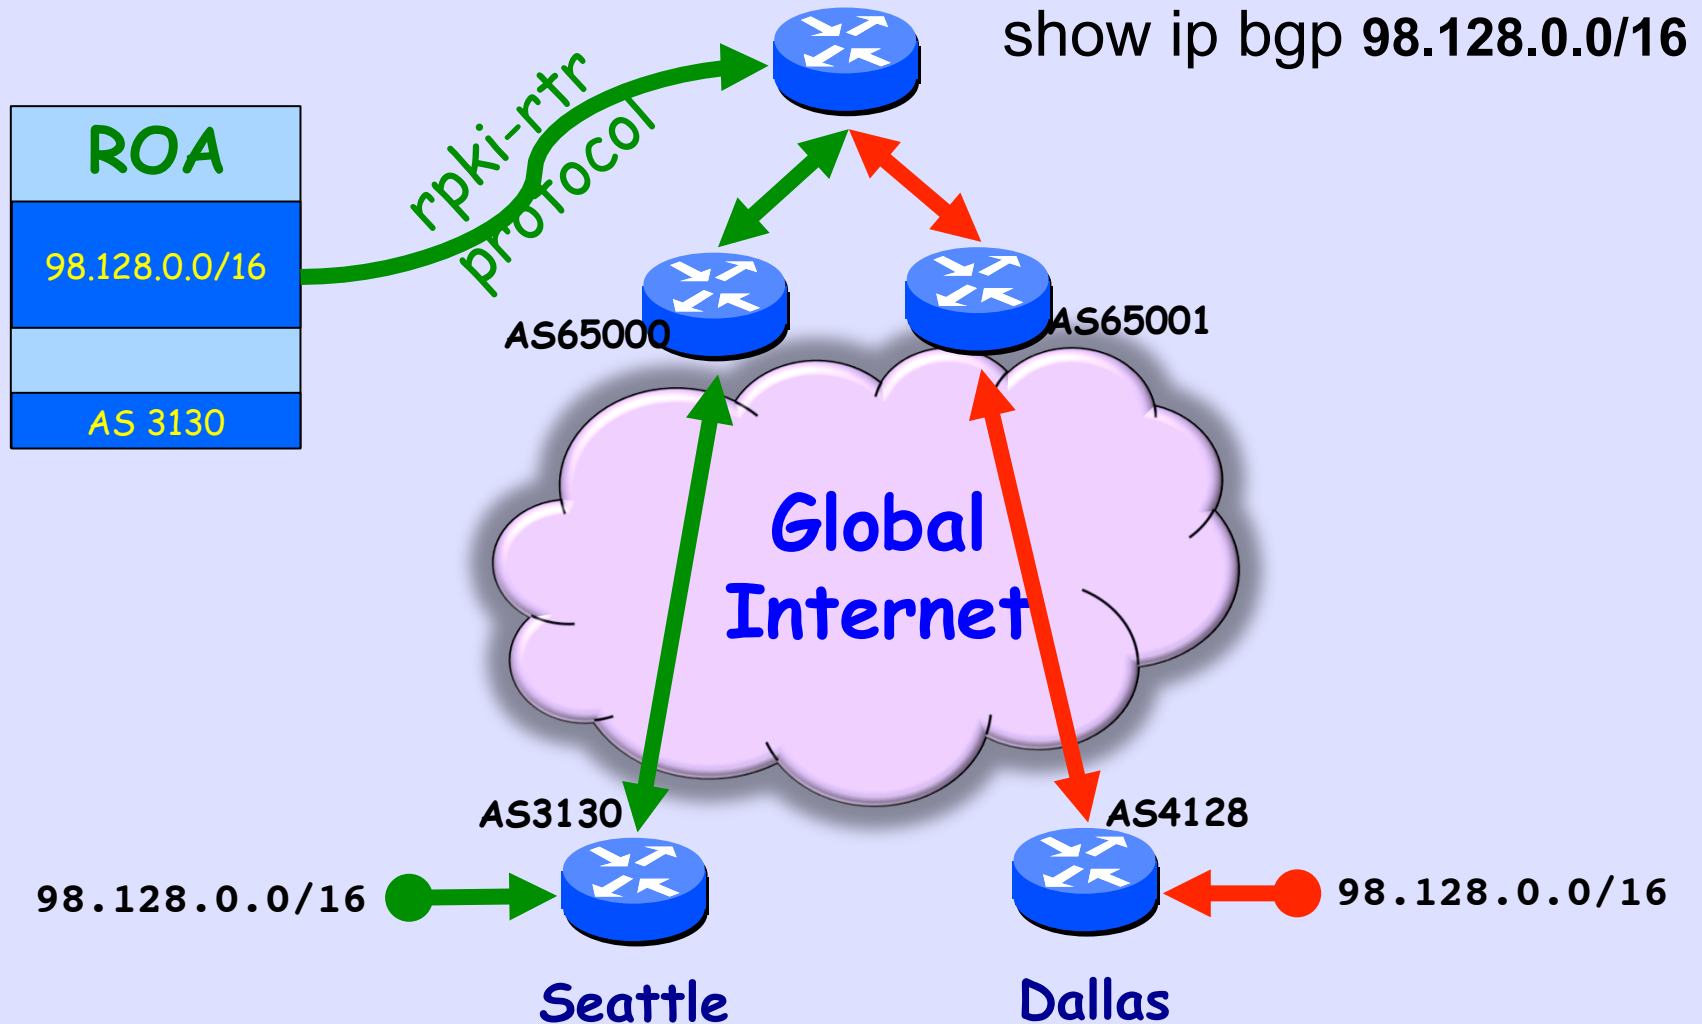 show ip bgp 98.128.0.0/16
ROA
98.128.0.0/16
AS 3130
rpki-rtr
protocol
AS65000
AS65001
Global
Internet
AS3130
AS4128
98.128.0.0/16
98.128.0.0/16
Seattle
Dallas